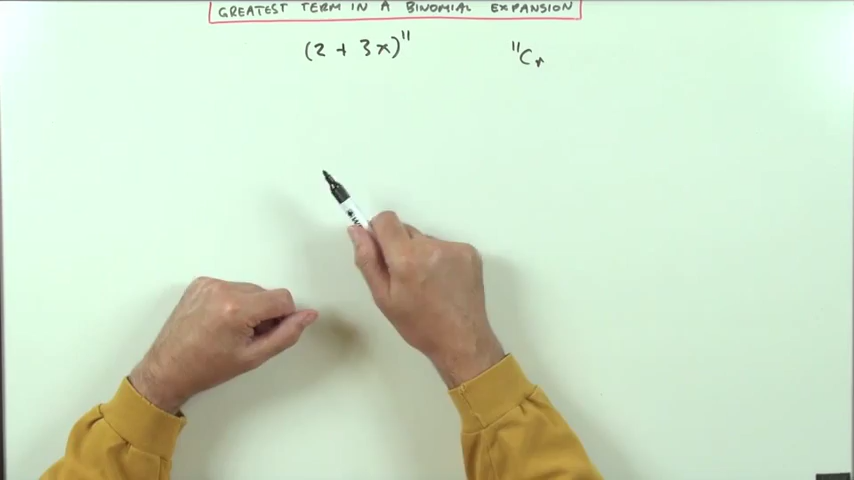 GREATEST TERM IN A BINOMIAL EXPANSION
(2 + 3x)¹¹ ¹¹Cᵣ